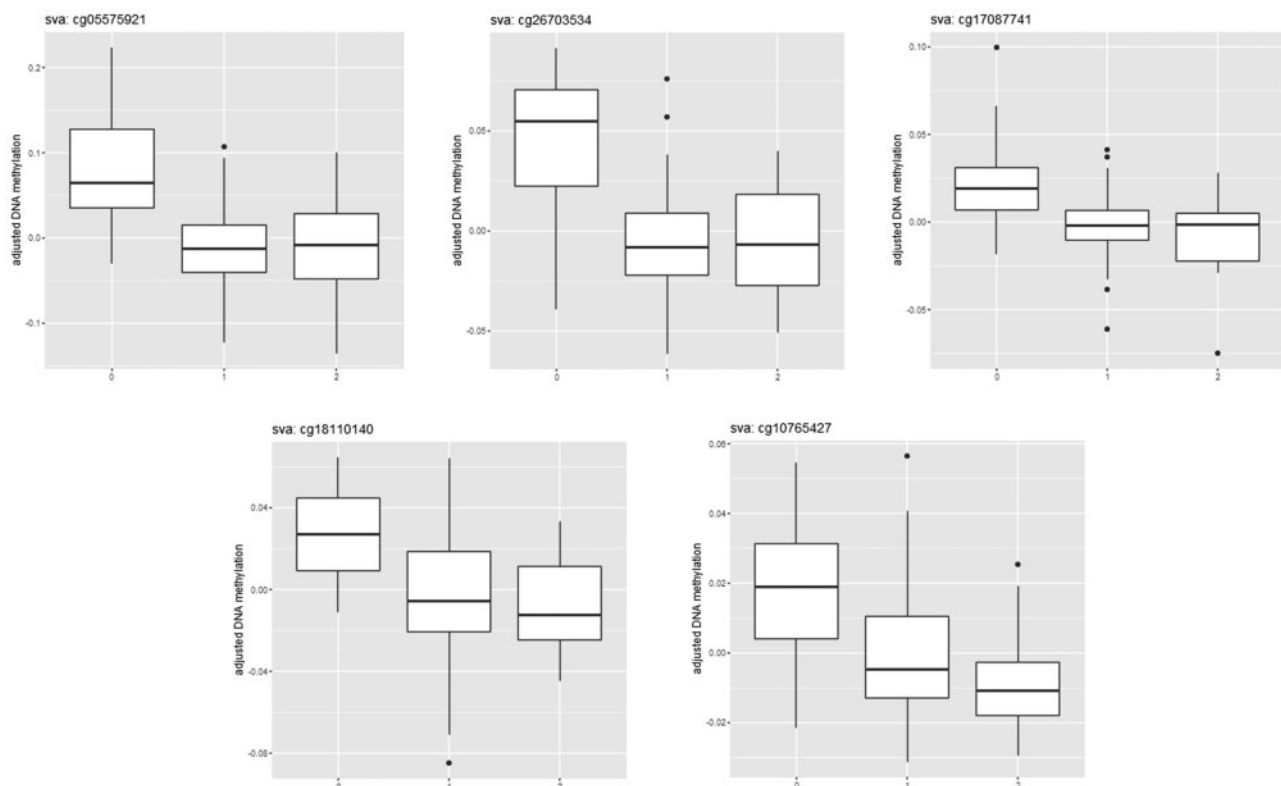 sva: cg05575921
adjusted DNA methylation
0.2
0.1
0.0
-0.1
0
1
2
sva: cg26703534
adjusted DNA methylation
0.05
0.00
-0.05
0
1
2
sva: cg17087741
adjusted DNA methylation
0.10
0.05
0.00
-0.05
0
1
2
sva: cg18110140
adjusted DNA methylation
0.04
0.00
-0.04
-0.08
sva: cg10765427
adjusted DNA methylation
0.06
0.04
0.02
0.00
-0.02